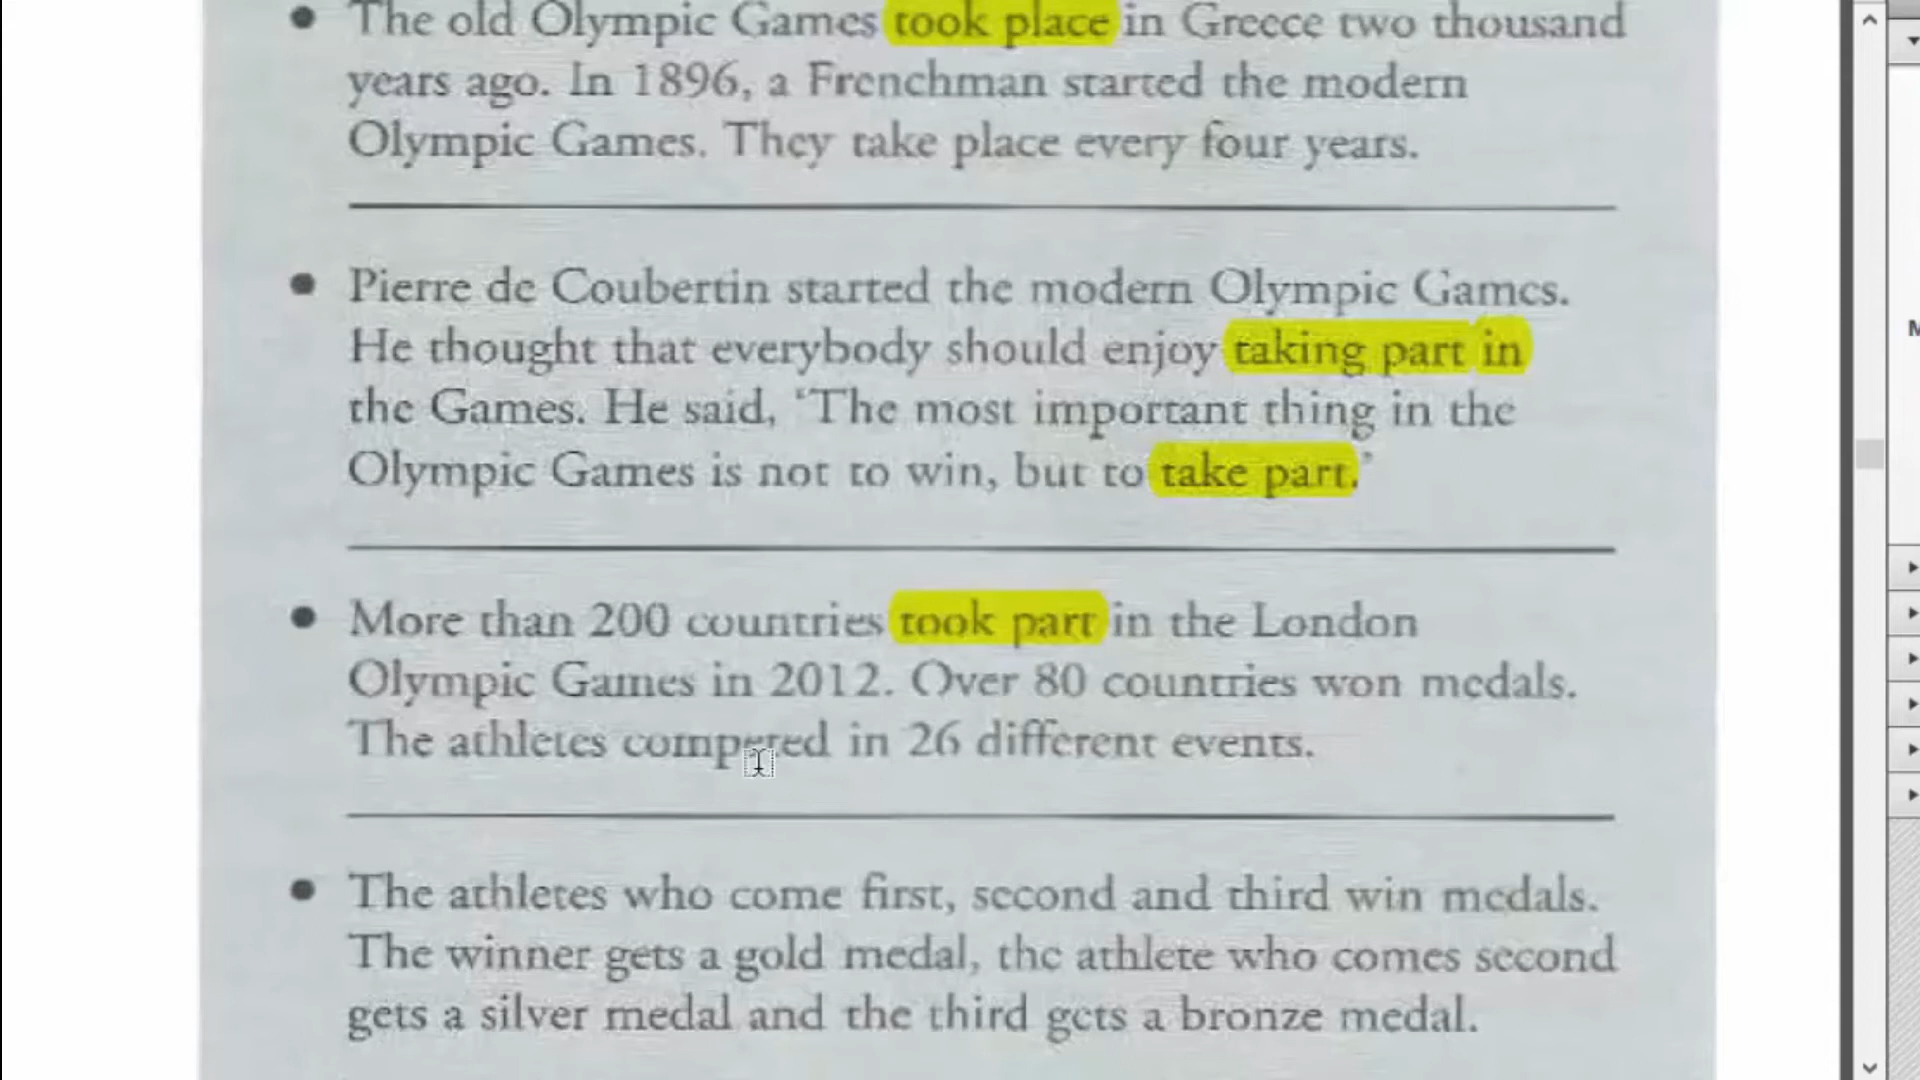 The old Olympic Games took place in Greece two thousand
years ago. In 1896, a Frenchman started the modern
Olympic Games. They take place every four years.
Pierre de Coubertin started the modern Olympic Games.
He thought that everybody should enjoy taking part in
the Games. He said, 'The most important thing in the
Olympic Games is not to win, but to take part.'
More than 200 countries took part in the London
Olympic Games in 2012. Over 80 countries won medals.
The athletes competed in 26 different events.
The athletes who come first, second and third win medals.
The winner gets a gold medal, the athlete who comes second
gets a silver medal and the third gets a bronze medal.